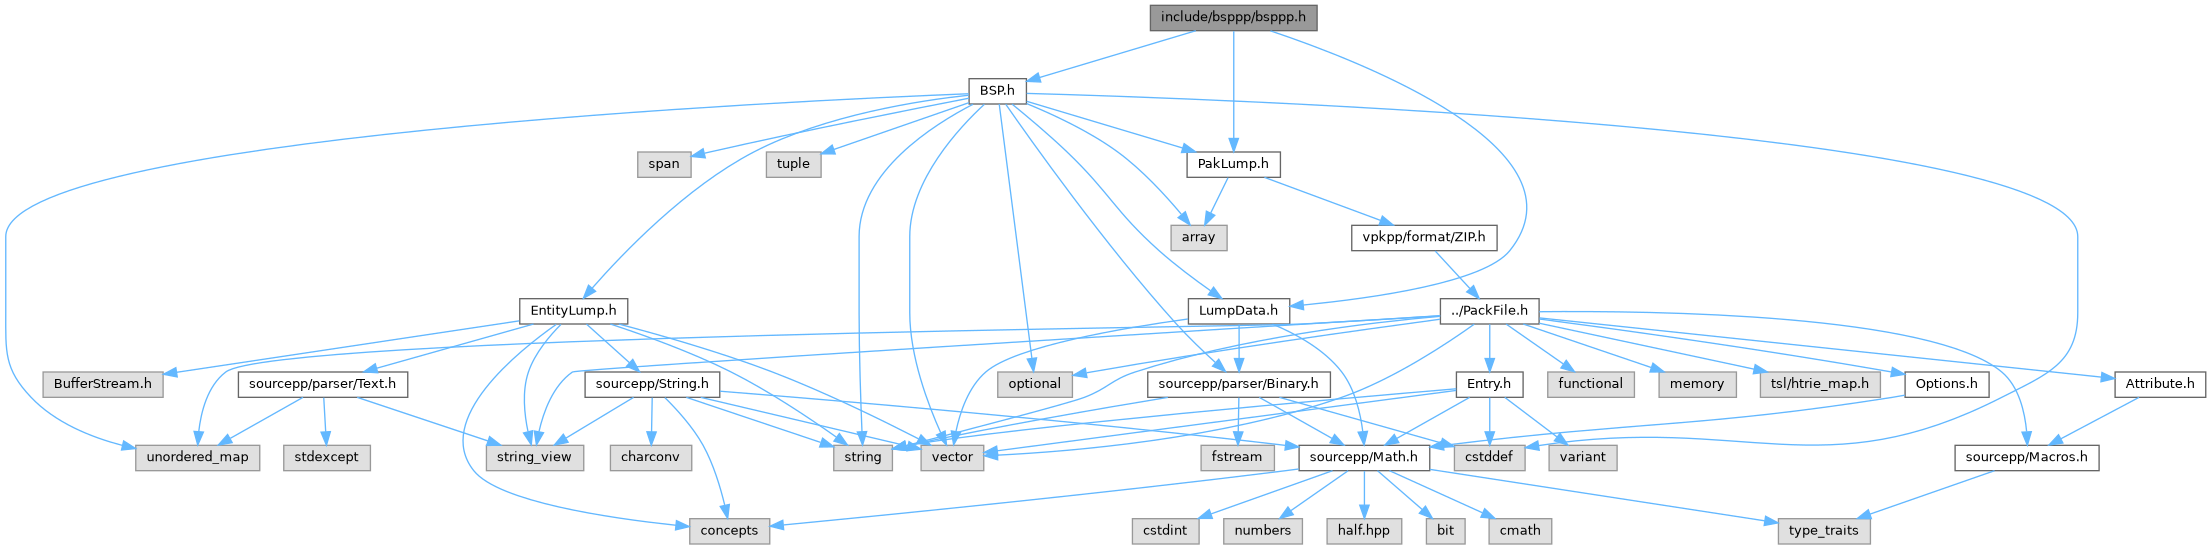 include/bsppp/bsppp.h
BSP.h
span
tuple
PakLump.h
array
vpkpp/format/ZIP.h
EntityLump.h
LumpData.h
../PackFile.h
BufferStream.h
sourcepp/parser/Text.h
sourcepp/String.h
optional
sourcepp/parser/Binary.h
Entry.h
functional
memory
tsl/htrie_map.h
Options.h
Attribute.h
unordered_map
stdexcept
string_view
charconv
string
vector
fstream
sourcepp/Math.h
cstddef
variant
sourcepp/Macros.h
concepts
cstdint
numbers
half.hpp
bit
cmath
type_traits